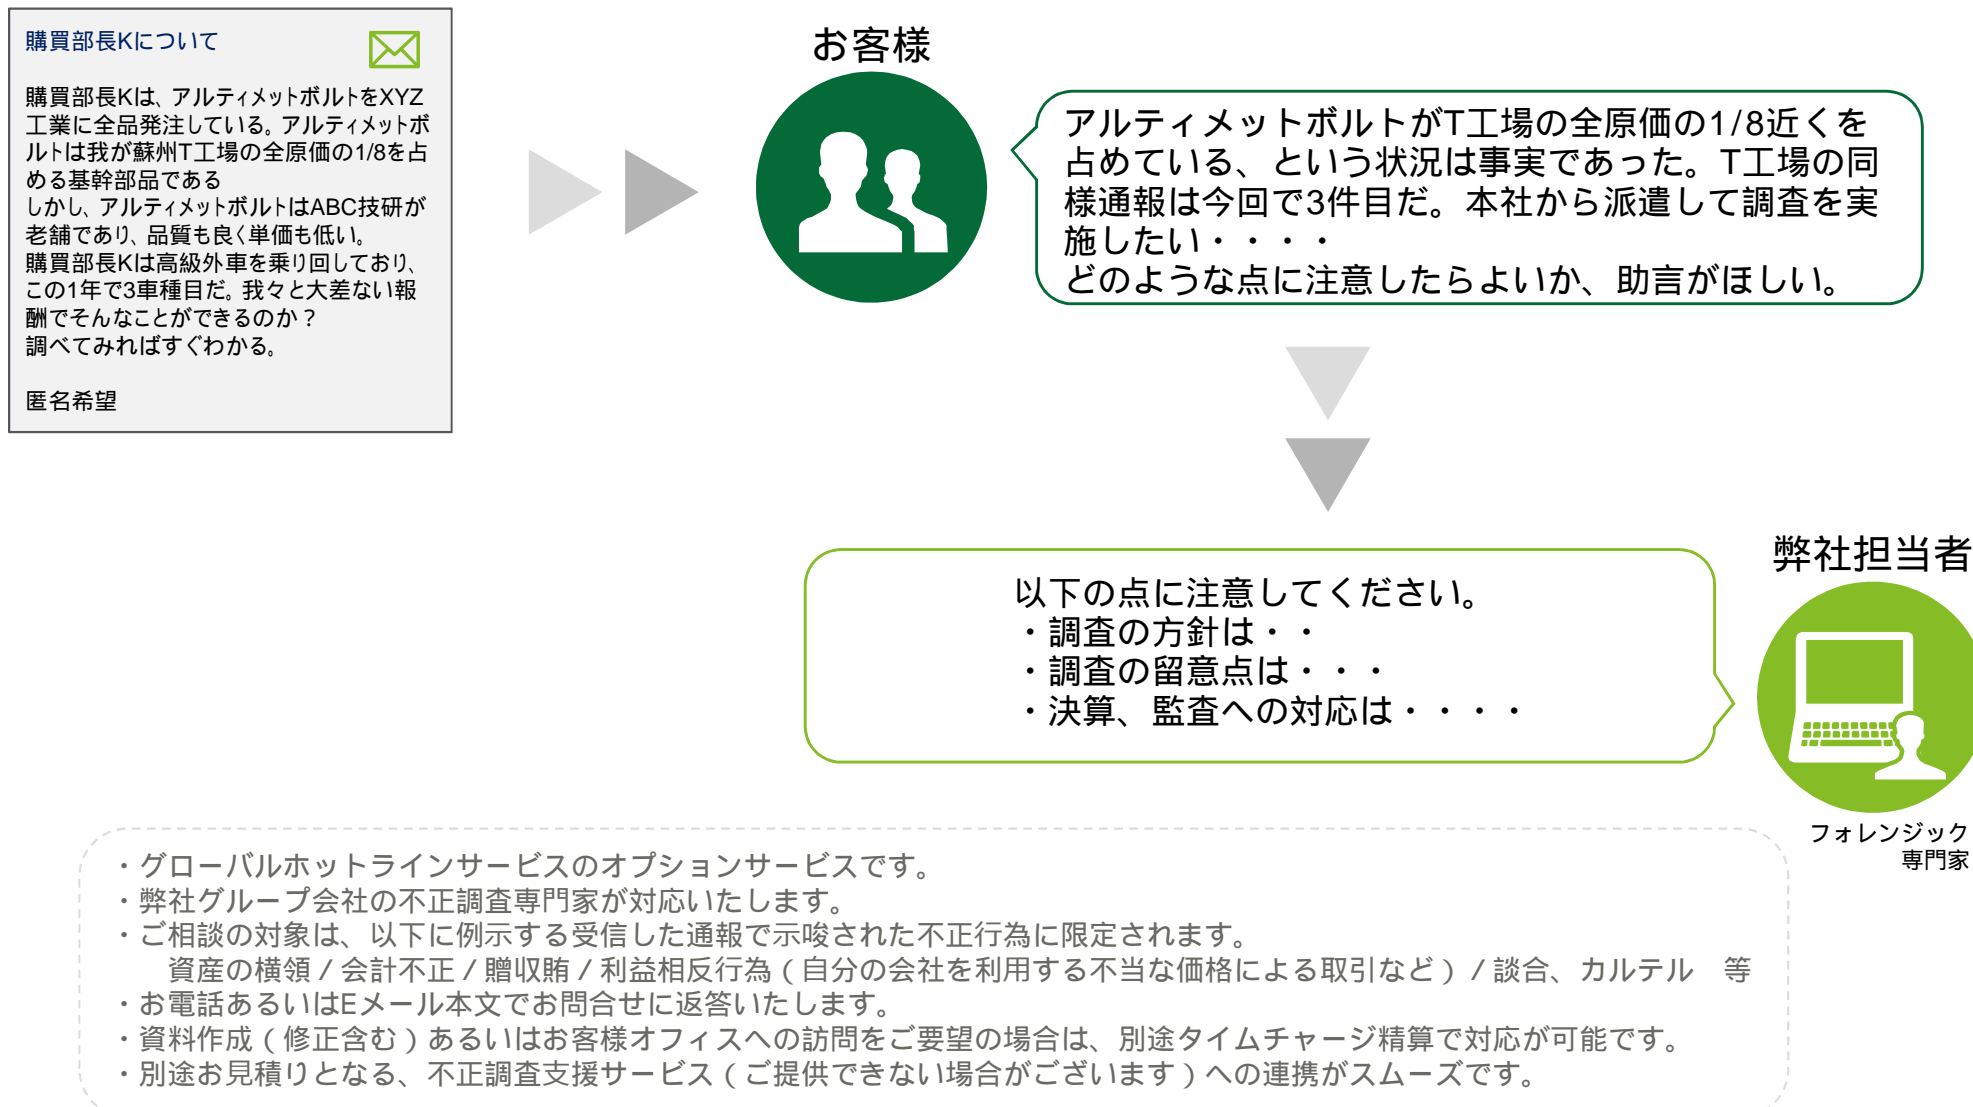 購買部長Kについて
購買部長Kは、アルティメットボルトをXYZ
工業に全品発注している。アルティメットボ
ルトは我が蘇州T工場の全原価の1/8を占
める基幹部品である
しかし、アルティメットボルトはABC技研が
老舗であり、品質も良く単価も低い。
購買部長Kは高級外車を乗り回しており、
この1年で3車種目だ。我々と大差ない報
酬でそんなことができるのか？
調べてみればすぐわかる。
匿名希望
お客様
アルティメットボルトがT工場の全原価の1/8近くを
占めている、という状況は事実であった。T工場の同
様通報は今回で3件目だ。本社から派遣して調査を実
施したい・・・・
どのような点に注意したらよいか、助言がほしい。
弊社担当者
以下の点に注意してください。
・調査の方針は・・
・調査の留意点は・・・
・決算、監査への対応は・・・・
フォレンジック
専門家
・グローバルホットラインサービスのオプションサービスです。
・弊社グループ会社の不正調査専門家が対応いたします。
・ご相談の対象は、以下に例示する受信した通報で示唆された不正行為に限定されます。
　資産の横領／会計不正／贈収賄／利益相反行為（自分の会社を利用する不当な価格による取引など）／談合、カルテル　等
・お電話あるいはEメール本文でお問合せに返答いたします。
・資料作成（修正含む）あるいはお客様オフィスへの訪問をご要望の場合は、別途タイムチャージ精算で対応が可能です。
・別途お見積りとなる、不正調査支援サービス（ご提供できない場合がございます）への連携がスムーズです。